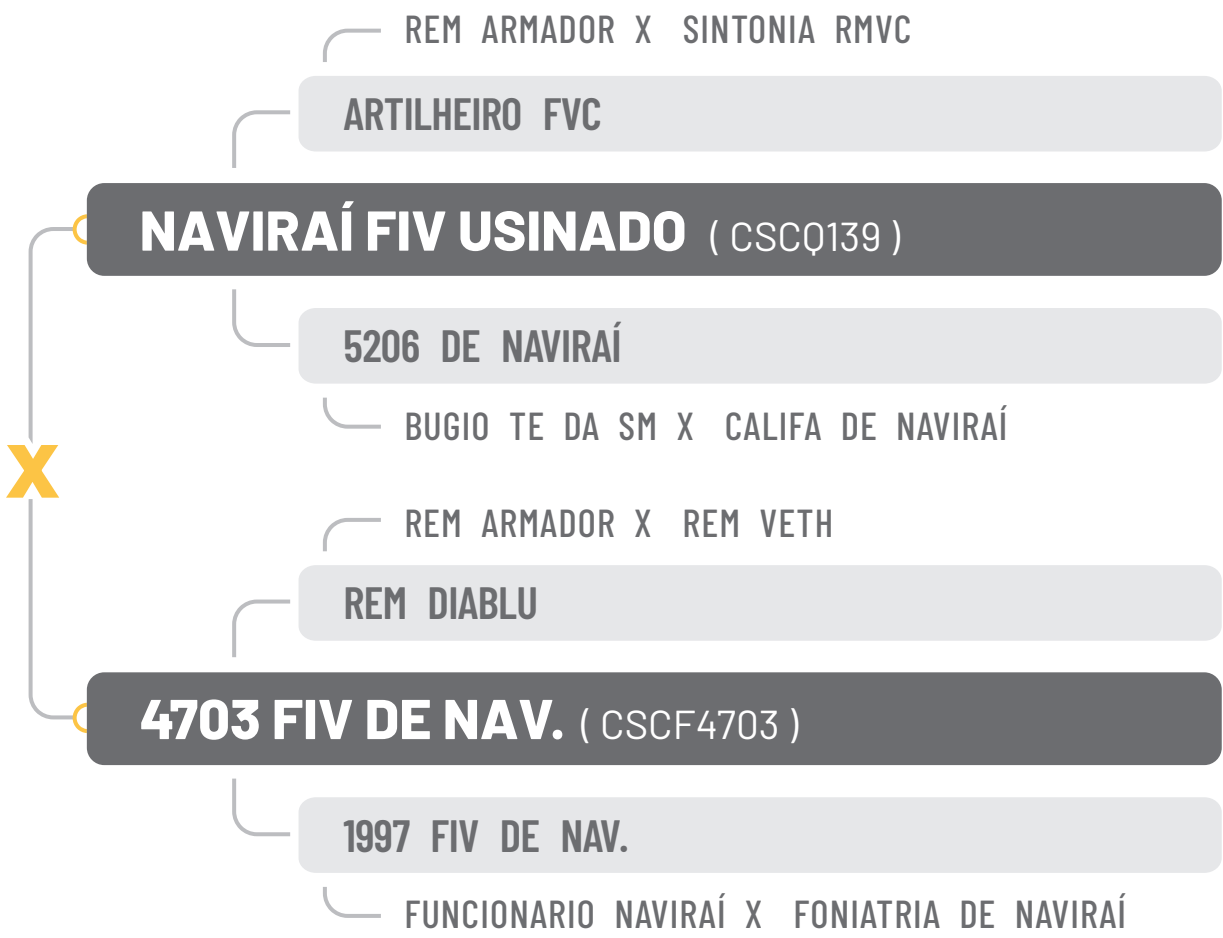 REM ARMADOR X SINTONIA RMVC
ARTILHEIRO FVC
NAVIRAÍ FIV USINADO ( CSCQ139 )
5206 DE NAVIRAÍ
BUGIO TE DA SM X CALIFA DE NAVIRAÍ
X
REM ARMADOR X REM VETH
REM DIABLU
4703 FIV DE NAV. ( CSCF4703 )
1997 FIV DE NAV.
FUNCIONARIO NAVIRAÍ X FONIATRIA DE NAVIRAÍ